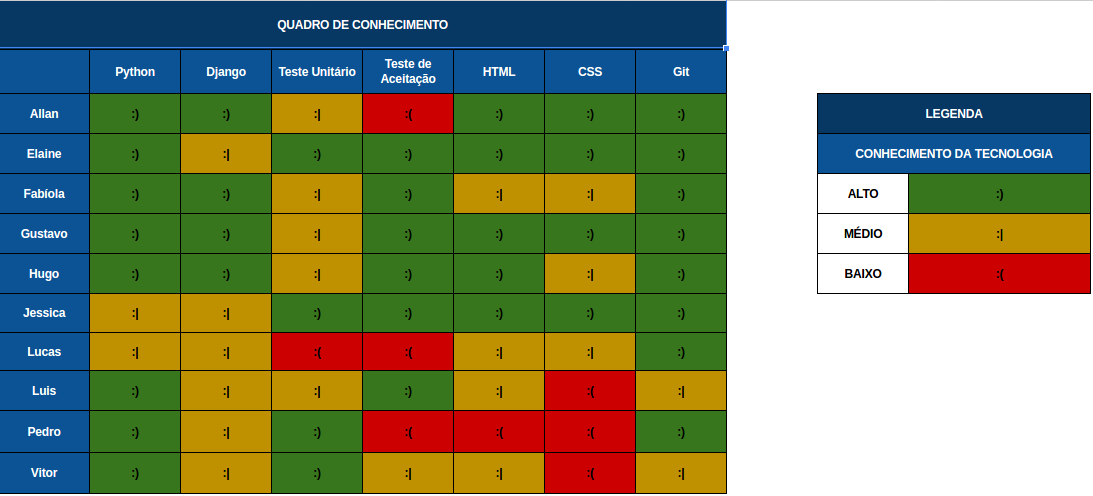 QUADRO DE CONHECIMENTO
Python Django Teste Unitário Teste de Aceitação HTML CSS Git
Allan :) :) :| :( :) :) :)
Elaine :) :| :) :) :) :) :)
Fabíola :) :) :| :) :| :| :)
Gustavo :) :) :| :) :) :) :)
Hugo :) :) :| :) :) :| :)
Jessica :| :| :) :) :) :) :)
Lucas :| :| :( :( :| :| :)
Luis :) :| :| :) :| :( :|
Pedro :) :| :) :( :( :( :)
Vitor :) :| :) :| :| :( :|
LEGENDA
CONHECIMENTO DA TECNOLOGIA
ALTO :)
MÉDIO :|
BAIXO :(